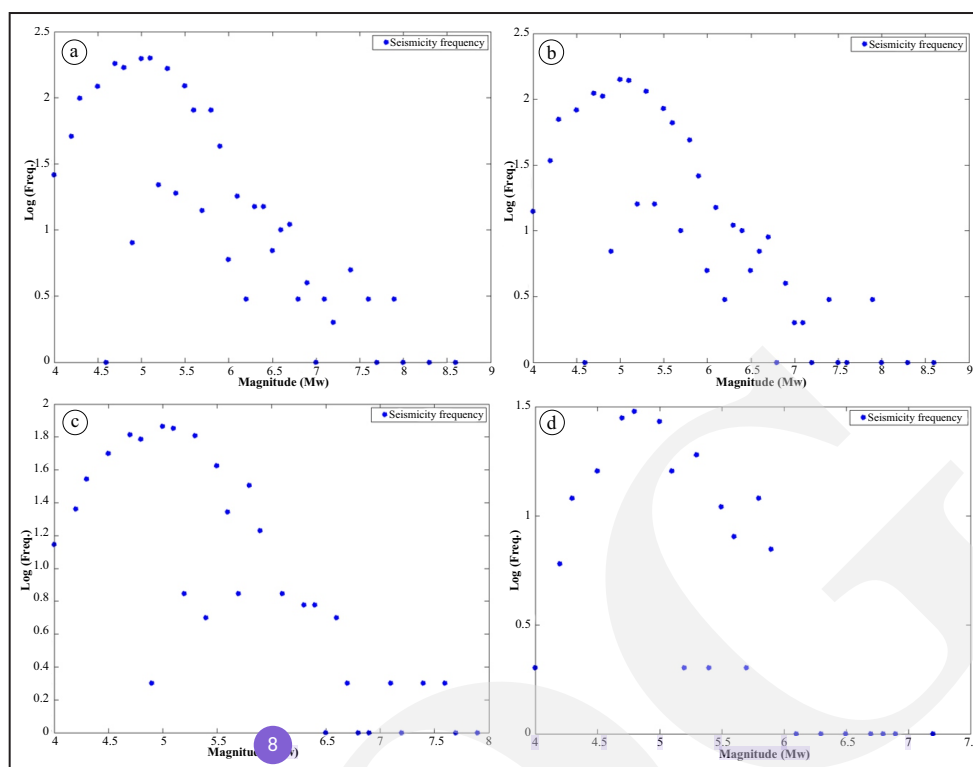 a
Seismicity frequency
2.5
2
1.5
1
0.5
0
Log (Freq.)
4 4.5 5 5.5 6 6.5 7 7.5 8 8.5 9
Magnitude (Mw)
b
Seismicity frequency
2.5
2
1.5
1
0.5
0
Log (Freq.)
4 4.5 5 5.5 6 6.5 7 7.5 8 8.5 9
Magnitude (Mw)
c
Seismicity frequency
2
1.8
1.6
1.4
1.2
0.8
0.6
0.4
0.2
0
Log (Freq.)
4 4.5 5 5.5 6 6.5 7 7.5 8
Magnitude Mw)
8
d
Seismicity frequency
1.5
1
0.5
0
Log (Freq.)
4 4.5 5 5.5 6 6.5 7 7.
Magnitude (Mw)